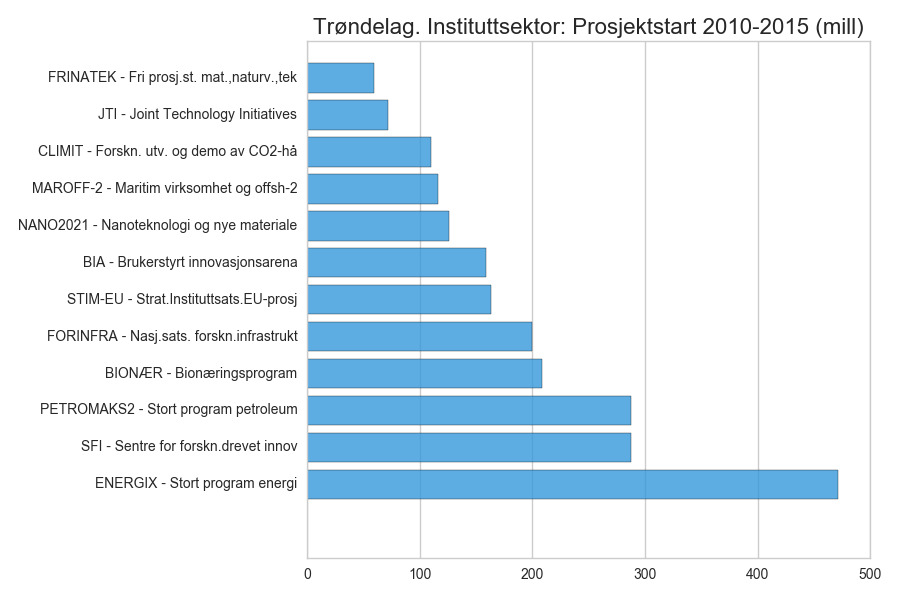 Trøndelag. Instituttsektor: Prosjektstart 2010-2015 (mill)
FRINATEK - Fri prosj.st. mat.,naturv.,tek
JTI - Joint Technology Initiatives
CLIMIT - Forskn. utv. og demo av CO2-hå
MAROFF-2 - Maritim virksomhet og offsh-2
NANO2021 - Nanoteknologi og nye materiale
BIA - Brukerstyrt innovasjonsarena
STIM-EU - Strat.Instituttsats.EU-prosj
FORINFRA - Nasj.sats. forskn.infrastrukt
BIONÆR - Bionæringsprogram
PETROMAKS2 - Stort program petroleum
SFI - Sentre for forskn.drevet innov
ENERGIX - Stort program energi
0 100 200 300 400 500